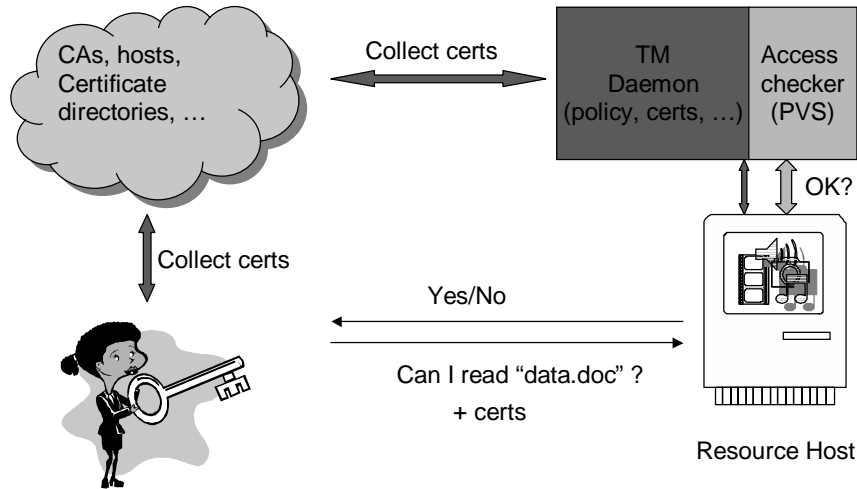 CAs, hosts,
Certificate
directories, …
Collect certs
TM
Daemon
(policy, certs, …)
Access
checker
(PVS)
OK?
Collect certs
Yes/No
Can I read “data.doc” ?
+ certs
Resource Host